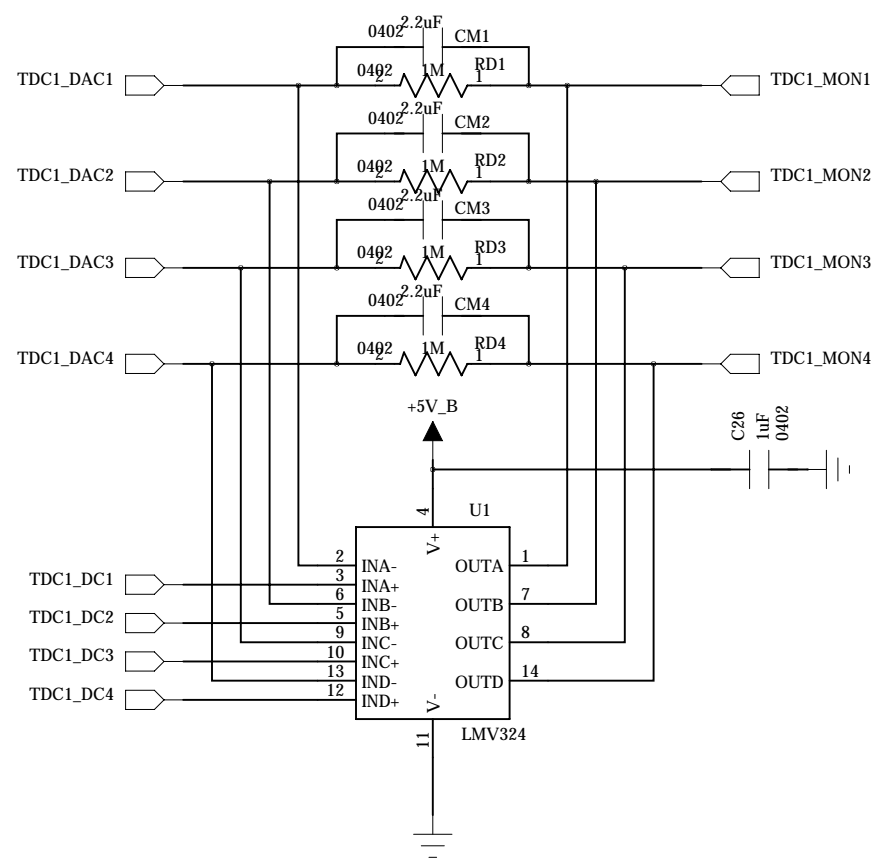 2.2uF
0402 CM1
TDC1_DAC1 0402 1M RD1 TDC1_MON1
2 1
2.2uF
0402 CM2
TDC1_DAC2 0402 1M RD2 TDC1_MON2
2 1
2.2uF
0402 CM3
TDC1_DAC3 0402 1M RD3 TDC1_MON3
2 1
2.2uF
0402 CM4
TDC1_DAC4 0402 1M RD4 TDC1_MON4
2 1
+5V_B
C26
1uF
0402
4 U1
V+
2 INA- OUTA 1
TDC1_DC1 3 INA+
6 INB- OUTB 7
TDC1_DC2 5 INB+
9 INC- OUTC 8
TDC1_DC3 10 INC+
13 IND- OUTD 14
TDC1_DC4 12 IND+
V-
11 LMV324